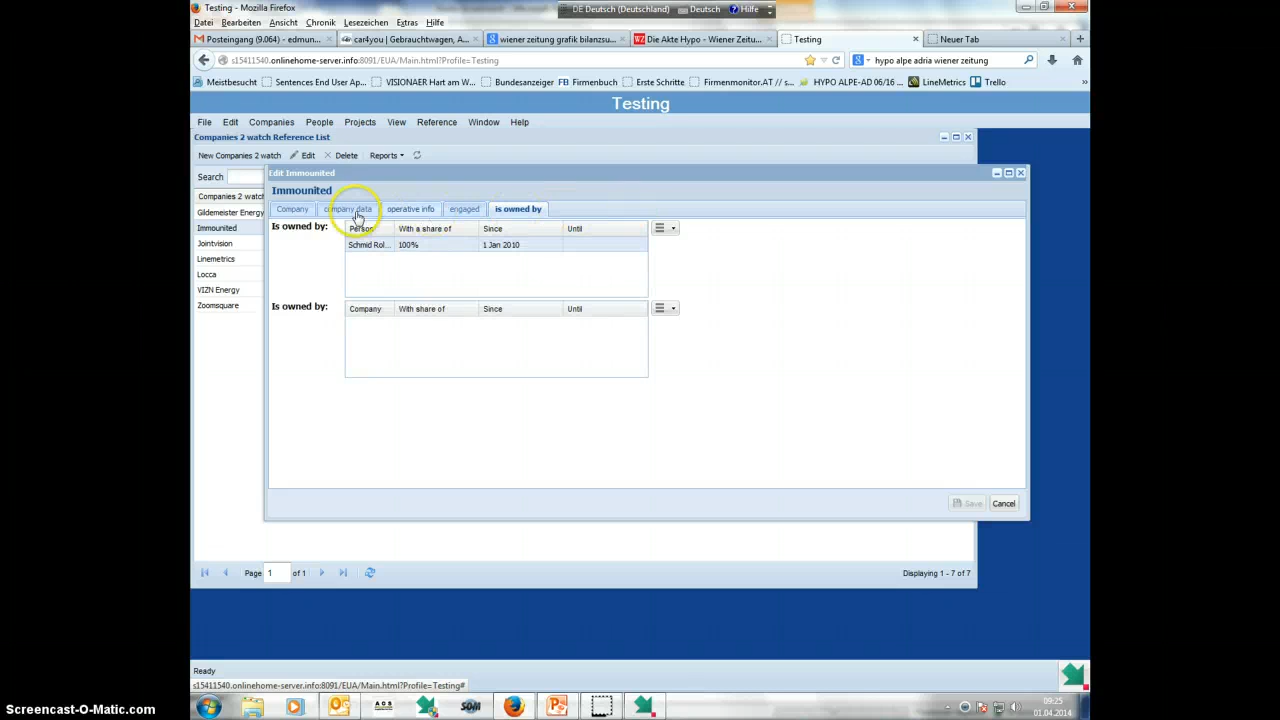 Testing - Mozilla Firefox
DE Deutsch (Deutschland) Deutsch Hilfe
Datei Bearbeiten Ansicht Chronik Lesezeichen Extras Hilfe
Posteingang (9.064) - edmun... car4you | Gebrauchtwagen, A... wiener zeitung grafik bilanzsu... WZ Die Akte Hypo - Wiener Zeitu... Testing Neuer Tab
s15411540.onlinehome-server.info:8091/EUA/Main.html?Profile=Testing hypo alpe adria wiener zeitung
Meistbesucht Sentences End User Ap... VISIONAER Hart am W... Bundesanzeiger FB Firmenbuch Erste Schritte Firmenmonitor.AT // s... HYPO ALPE-AD 06/16 ... LineMetrics Trello »
Testing
File Edit Companies People Projects View Reference Window Help
Companies 2 watch Reference List
New Companies 2 watch Edit Delete Reports
Edit Immounited
Search
Immounited
Companies 2 watch
Company company data operative info engaged is owned by
Gildemeister Energy
Is owned by: Person With a share of Since Until
Immounited
Schmid Rol... 100% 1 Jan 2010
Jointvision
Linemetrics
Locca
VIZN Energy
Zoomsquare
Is owned by: Company With share of Since Until
Save Cancel
Page 1 of 1 Displaying 1 - 7 of 7
Ready
s15411540.onlinehome-server.info:8091/EUA/Main.html?Profile=Testing#
09:25
01.04.2014
Screencast-O-Matic.com